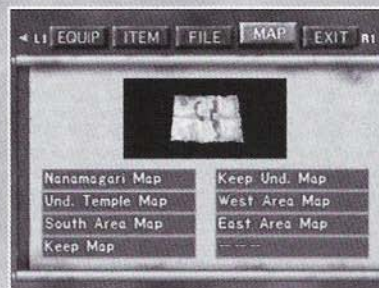 ◄ L1 EQUIP ITEM FILE MAP EXIT R1
Nanamagari Map Keep Und. Map
Und. Temple Map West Area Map
South Area Map East Area Map
Keep Map -----